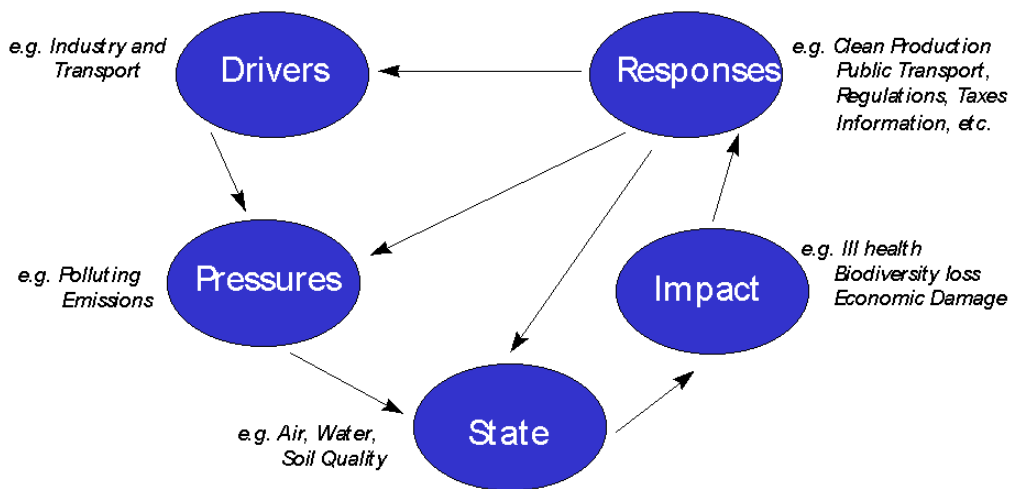 e.g. Industry and
Transport
Drivers
Responses
e.g. Clean Production
Public Transport,
Regulations, Taxes
Information, etc.
e.g. Polluting
Emissions
Pressures
Impact
e.g. Ill health
Biodiversity loss
Economic Damage
e.g. Air, Water,
Soil Quality
State